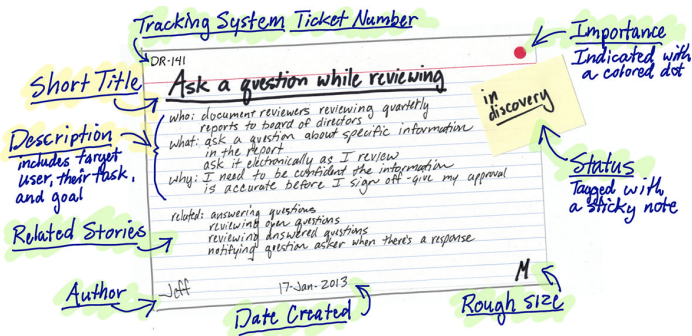 Tracking System Ticket Number
DR-141
Importance
Indicated with
a colored dot
Short Title
Ask a question while reviewing
in
discovery
Description
includes target
user, their task,
and goal
who: document reviewers reviewing quarterly
reports to board of directors
what: ask a question about specific information
in the report
ask it electonically as I review
why: I need to be confident the information
is accurate before I sign off - give my approval
Status
Tagged with
a sticky note
Related Stories
related: answering questions
reviewing open questions
reviewing answered questions
notifying question asker when there's a response
Author
Jeff
17-Jan-2013
M
Date Created
Rough size